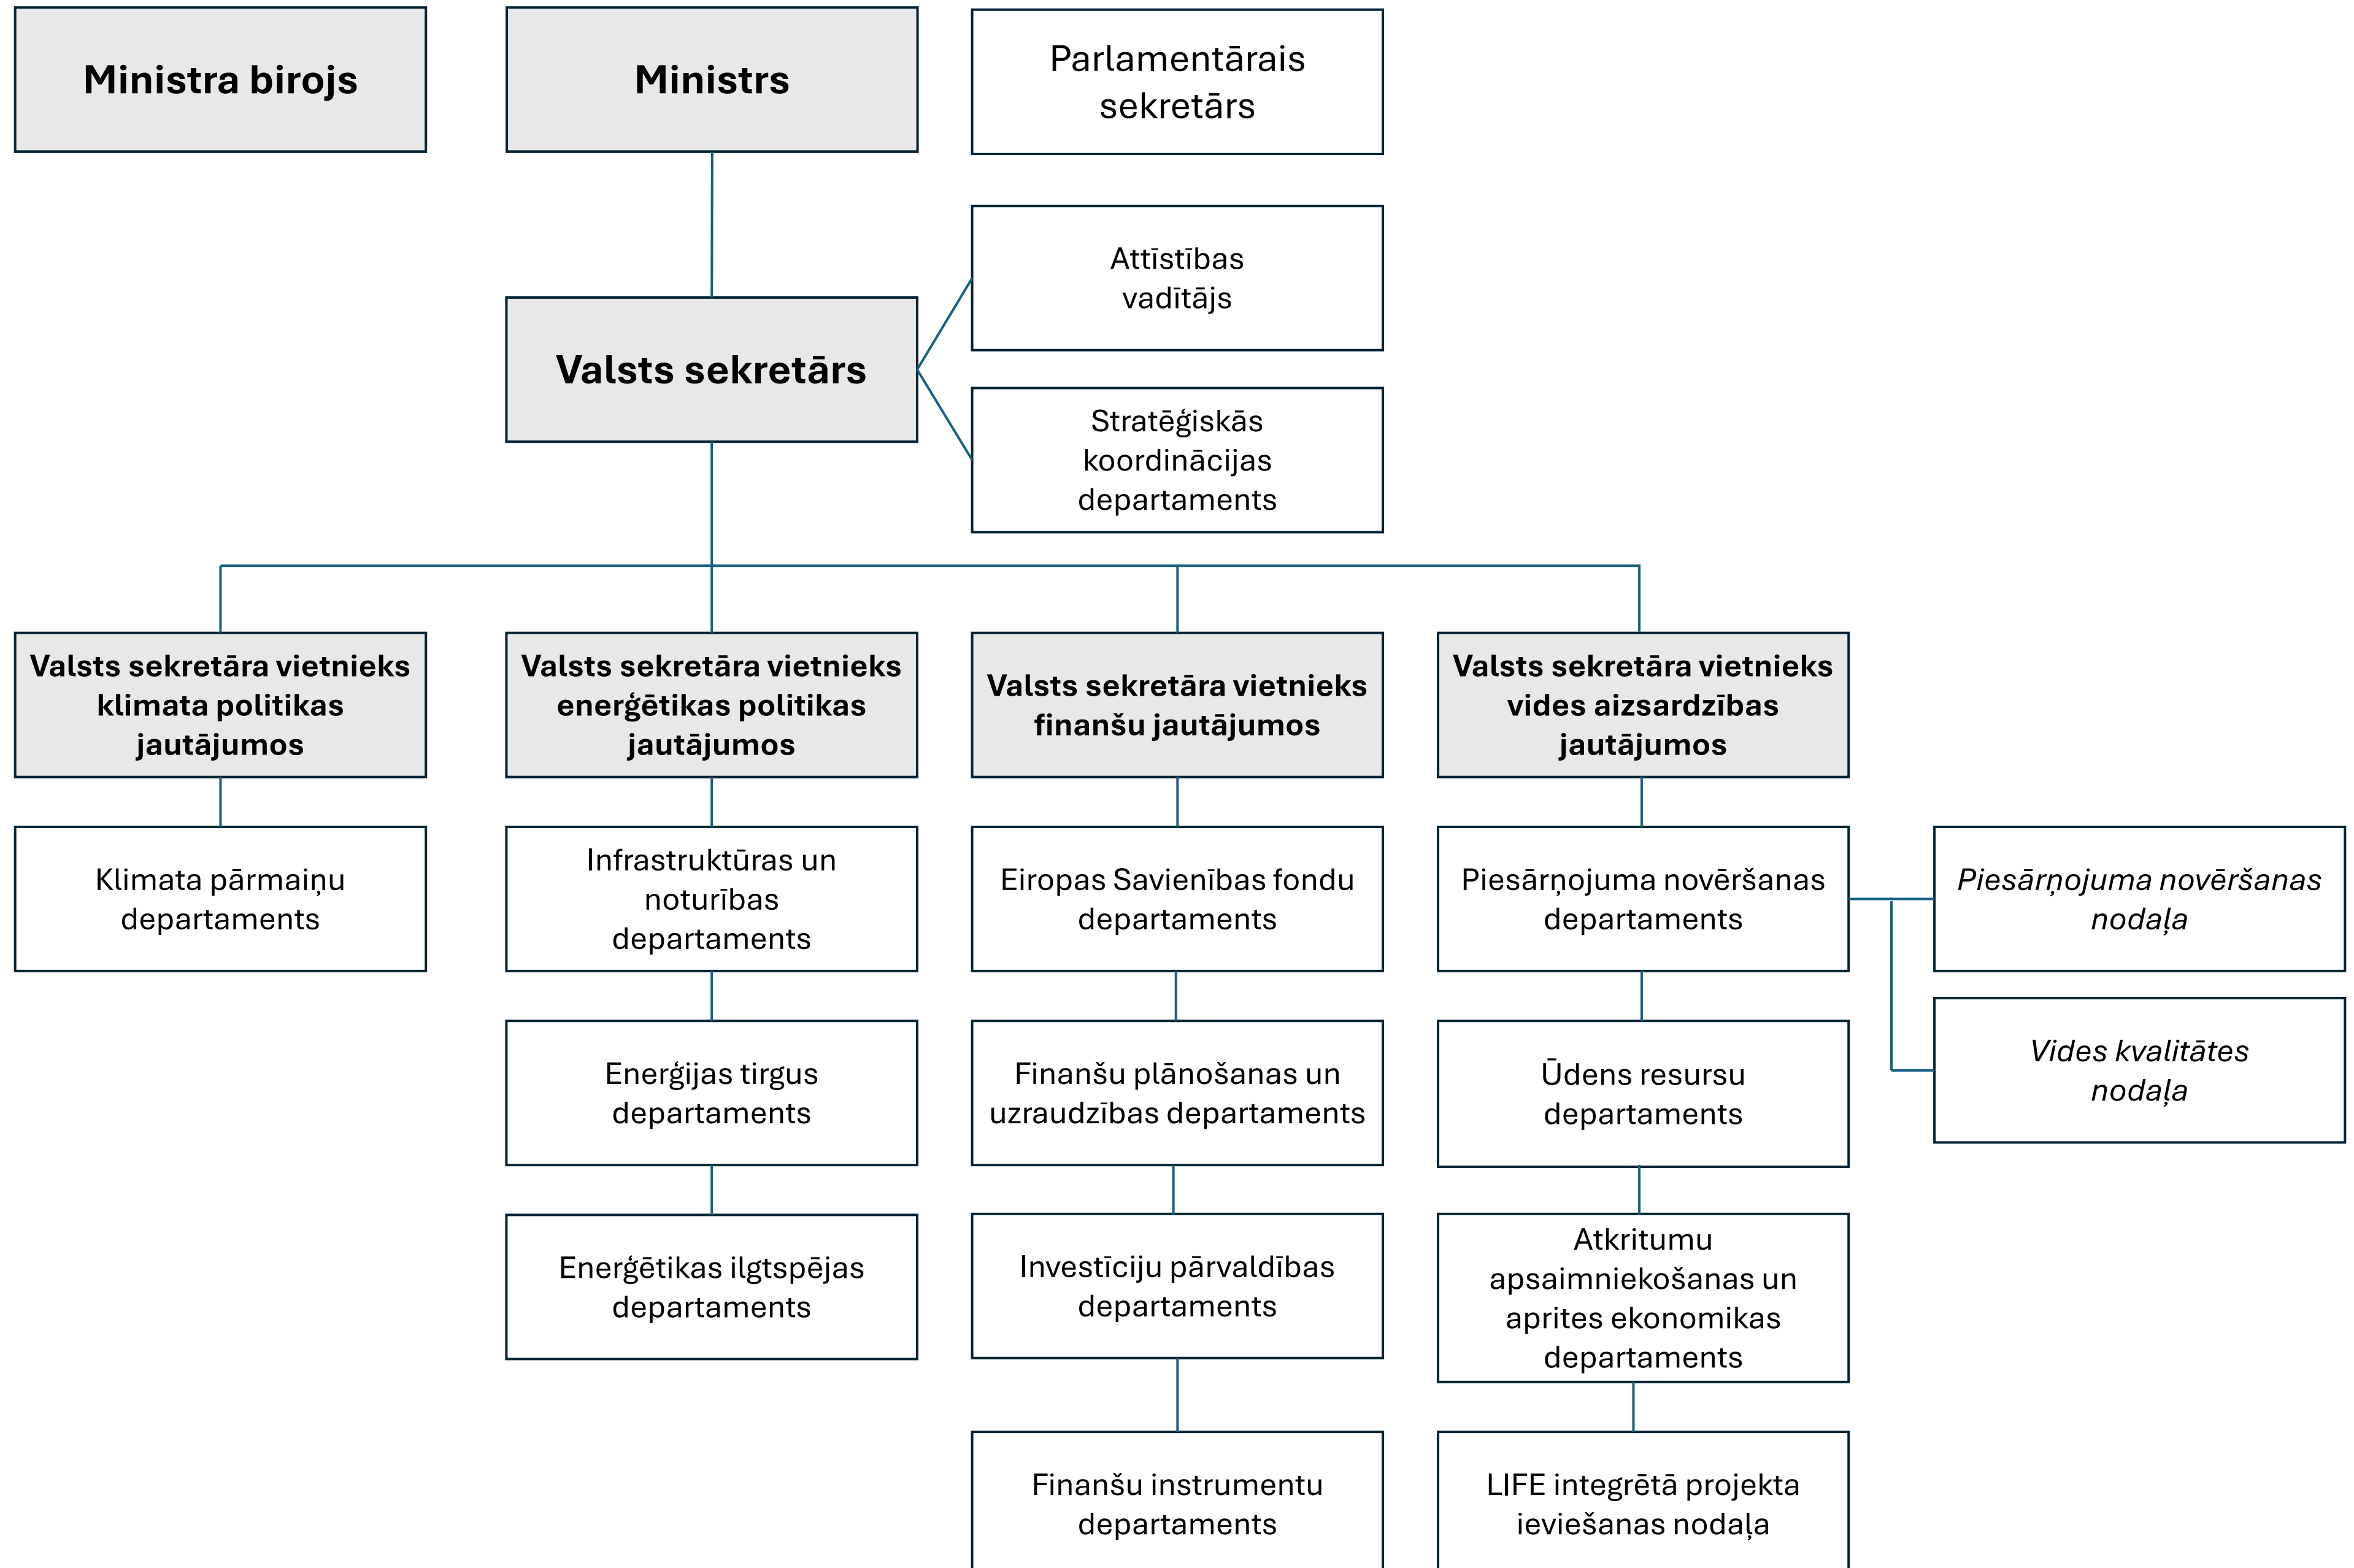 Ministra birojs
Ministrs
Parlamentārais
sekretārs
Attīstības
vadītājs
Valsts sekretārs
Stratēģiskās
koordinācijas
departaments
Valsts sekretāra vietnieks
klimata politikas
jautājumos
Valsts sekretāra vietnieks
enerģētikas politikas
jautājumos
Valsts sekretāra vietnieks
finanšu jautājumos
Valsts sekretāra vietnieks
vides aizsardzības
jautājumos
Klimata pārmaiņu
departaments
Infrastruktūras un
noturības
departaments
Eiropas Savienības fondu
departaments
Piesārņojuma novēršanas
departaments
Piesārņojuma novēršanas
nodaļa
Enerģijas tirgus
departaments
Finanšu plānošanas un
uzraudzības departaments
Ūdens resursu
departaments
Vides kvalitātes
nodaļa
Enerģētikas ilgtspējas
departaments
Investīciju pārvaldības
departaments
Atkritumu
apsaimniekošanas un
aprites ekonomikas
departaments
Finanšu instrumentu
departaments
LIFE integrētā projekta
ieviešanas nodaļa